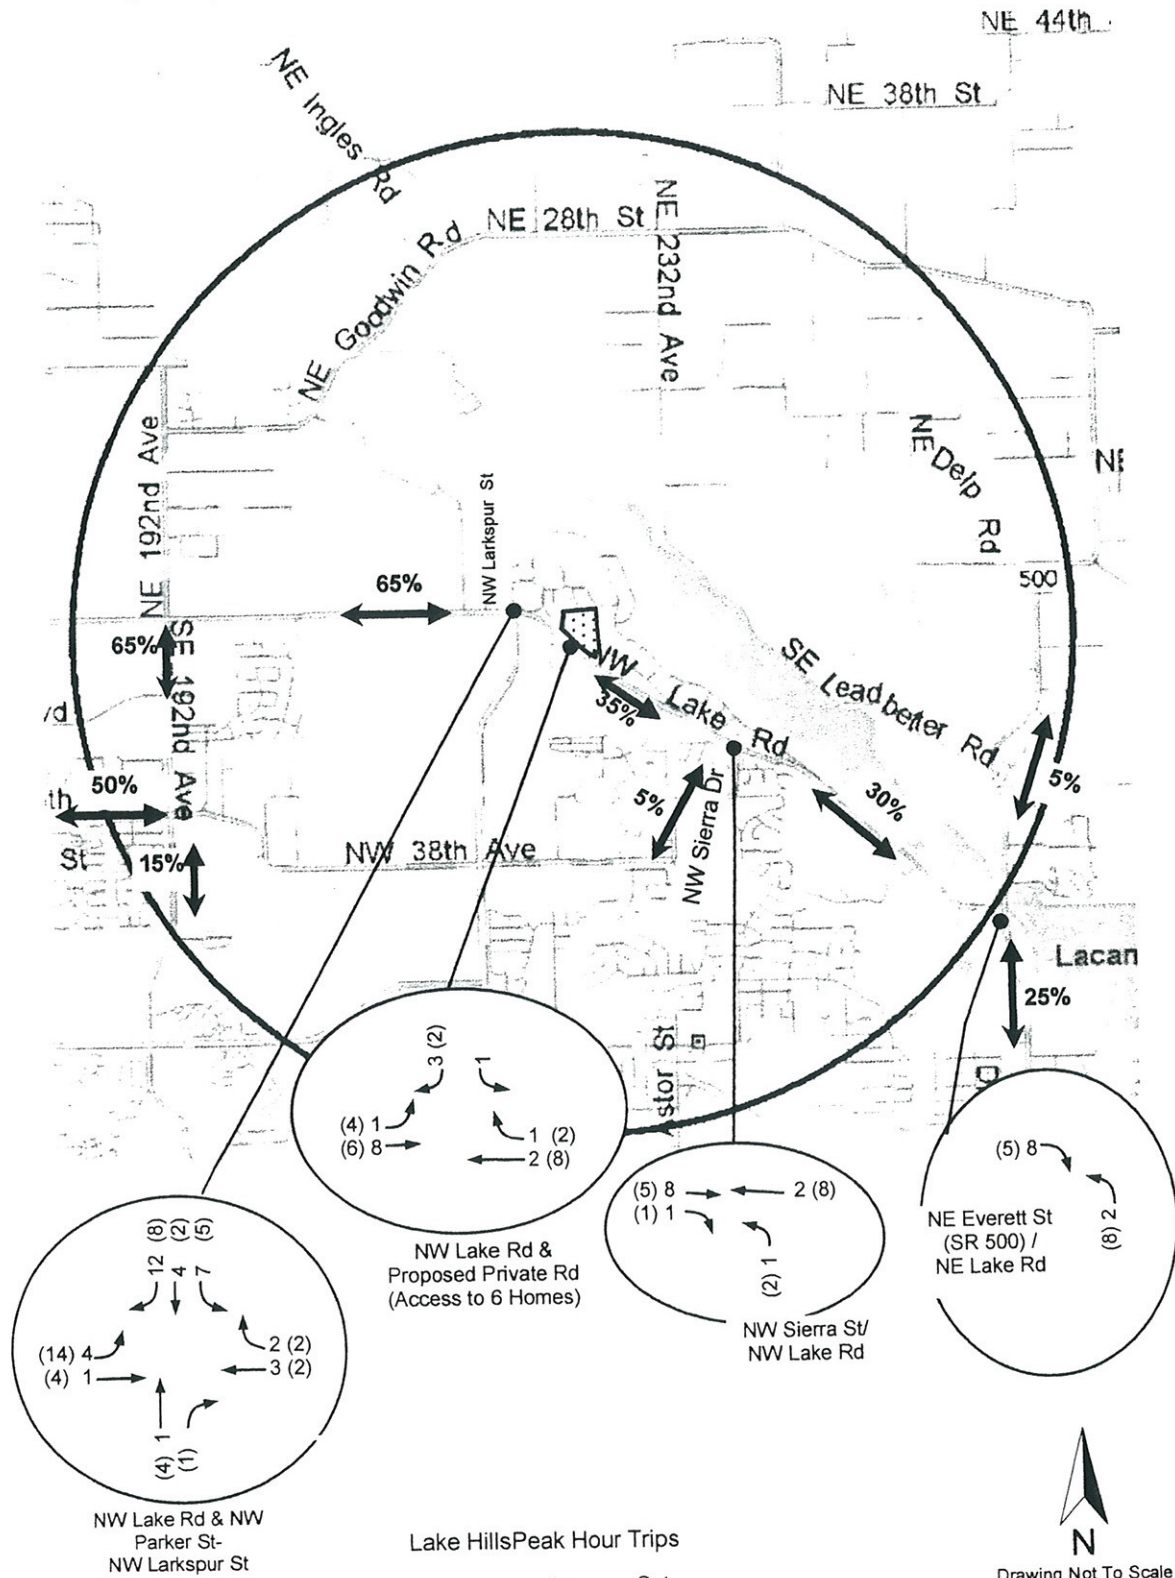 NE 44th
NE Ingles Rd
NE 38th St
NE 28th St
NE Goodwin Rd
NE 232nd Ave
NE 192nd Ave
NE Delp Rd
500
NW Larkspur St
65%
65%
SE 192nd Ave
NW Lake Rd
35%
SE Leadbetter Rd
50%
th
St
15%
NW 38th Ave
5%
NW Sierra Dr
30%
5%
Lacan
25%
stor St
3 (2)
1
(4) 1
(6) 8
1 (2)
2 (8)
NW Lake Rd &
Proposed Private Rd
(Access to 6 Homes)
(5) 8
(1) 1
2 (8)
(2) 1
NW Sierra St/
NW Lake Rd
(5) 8
(8) 2
NE Everett St
(SR 500) /
NE Lake Rd
12 (8)
4 (2)
7 (5)
(14) 4
(4) 1
2 (2)
3 (2)
(4) 1
(1)
NW Lake Rd & NW
Parker St-
NW Larkspur St
Lake HillsPeak Hour Trips
N
Drawing Not To Scale